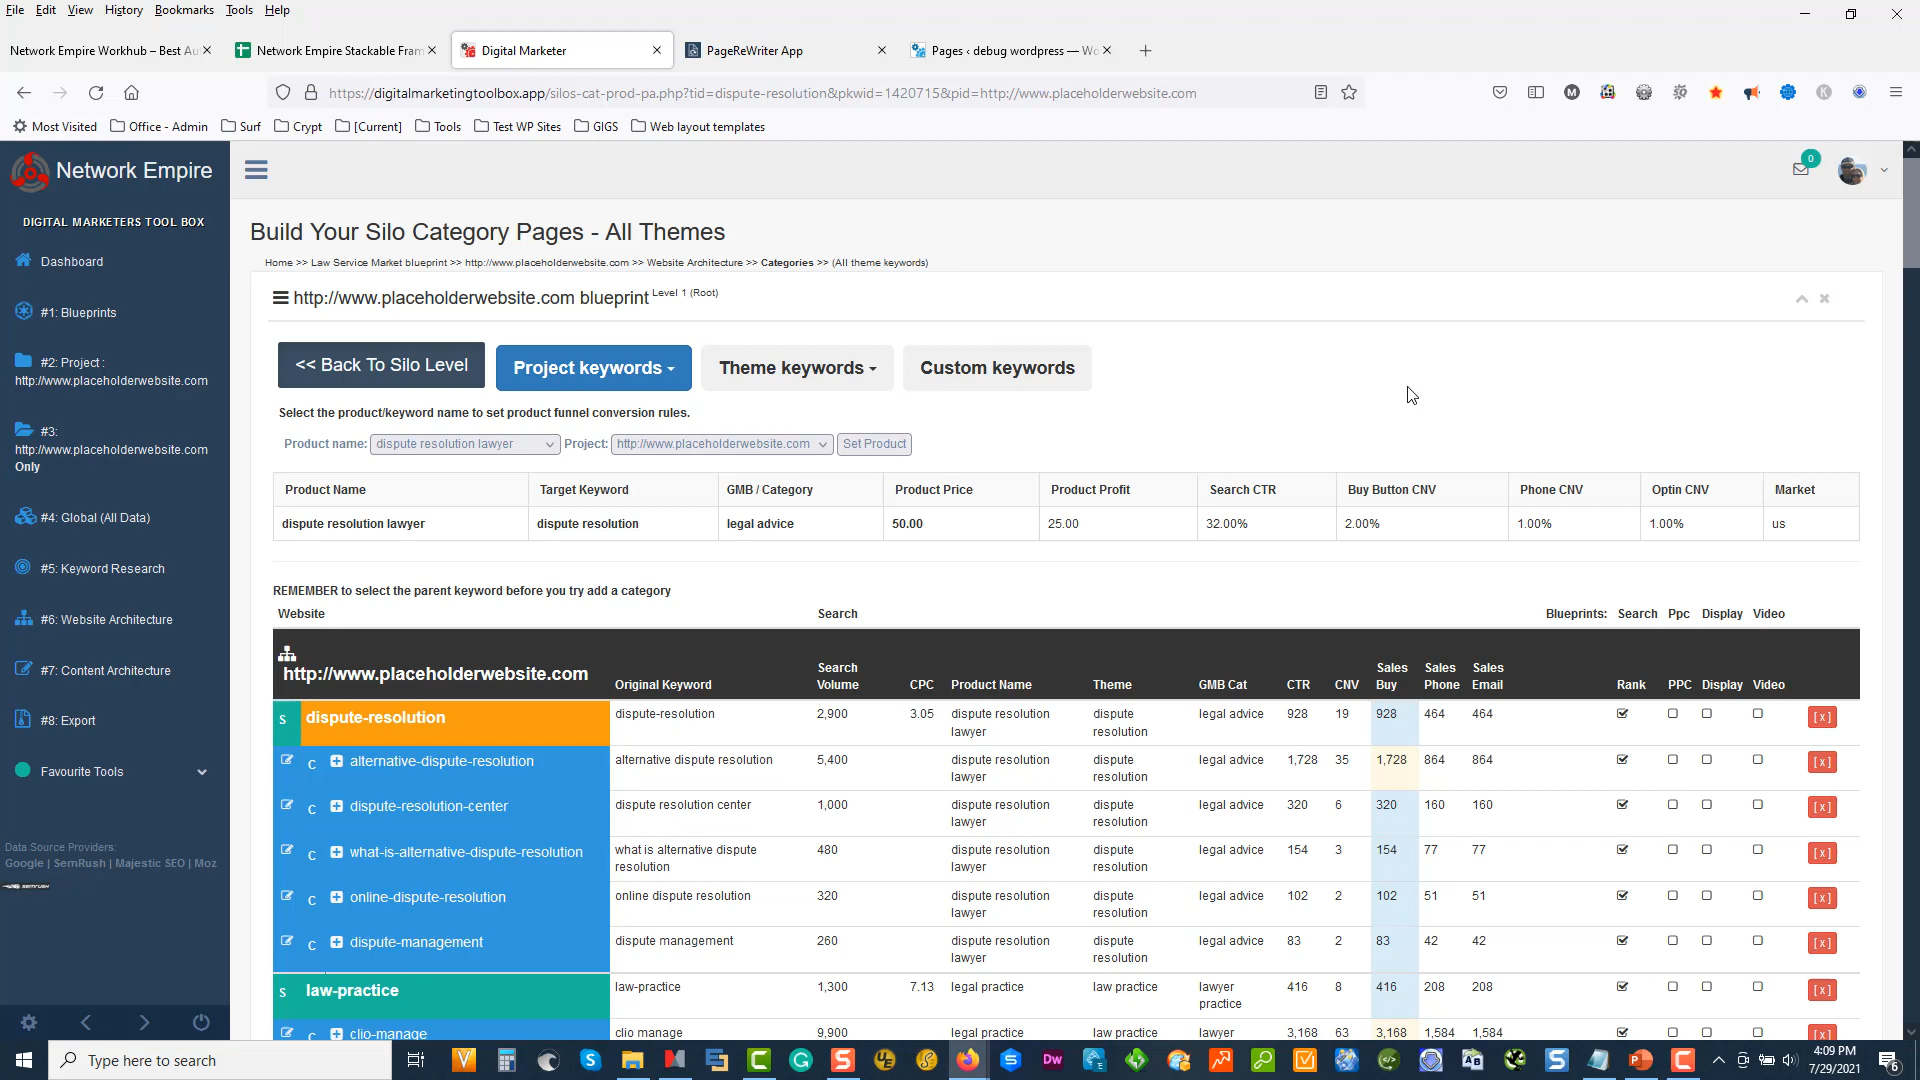 File Edit View History Bookmarks Tools Help
Network Empire Workhub – Best Au
Network Empire Stackable Fram
Digital Marketer
PageReWriter App
Pages ‹ debug wordpress — Wo
https://digitalmarketingtoolbox.app/silos-cat-prod-pa.php?tid=dispute-resolution&pkwid=1420715&pid=http://www.placeholderwebsite.com
Most Visited Office - Admin Surf Crypt [Current] Tools Test WP Sites GIGS Web layout templates
Network Empire
0
DIGITAL MARKETERS TOOL BOX
Dashboard
#1: Blueprints
#2: Project :
http://www.placeholderwebsite.com
#3:
http://www.placeholderwebsite.com
Only
#4: Global (All Data)
#5: Keyword Research
#6: Website Architecture
#7: Content Architecture
#8: Export
Favourite Tools
Data Source Providers:
Google | SemRush | Majestic SEO | Moz
SEMRUSH
Build Your Silo Category Pages - All Themes
Home >> Law Service Market blueprint >> http://www.placeholderwebsite.com >> Website Architecture >> Categories >> (All theme keywords)
http://www.placeholderwebsite.com blueprint Level 1 (Root)
<< Back To Silo Level
Project keywords
Theme keywords
Custom keywords
Select the product/keyword name to set product funnel conversion rules.
Product name: dispute resolution lawyer Project: http://www.placeholderwebsite.com Set Product
Product Name Target Keyword GMB / Category Product Price Product Profit Search CTR Buy Button CNV Phone CNV Optin CNV Market
dispute resolution lawyer dispute resolution legal advice 50.00 25.00 32.00% 2.00% 1.00% 1.00% us
REMEMBER to select the parent keyword before you try add a category
Website Search Blueprints: Search Ppc Display Video
http://www.placeholderwebsite.com Original Keyword Search Volume CPC Product Name Theme GMB Cat CTR CNV Sales Buy Sales Phone Sales Email Rank PPC Display Video
S dispute-resolution dispute-resolution 2,900 3.05 dispute resolution lawyer dispute resolution legal advice 928 19 928 464 464 [ x ]
C alternative-dispute-resolution alternative dispute resolution 5,400 dispute resolution lawyer dispute resolution legal advice 1,728 35 1,728 864 864 [ x ]
C dispute-resolution-center dispute resolution center 1,000 dispute resolution lawyer dispute resolution legal advice 320 6 320 160 160 [ x ]
C what-is-alternative-dispute-resolution what is alternative dispute resolution 480 dispute resolution lawyer dispute resolution legal advice 154 3 154 77 77 [ x ]
C online-dispute-resolution online dispute resolution 320 dispute resolution lawyer dispute resolution legal advice 102 2 102 51 51 [ x ]
C dispute-management dispute management 260 dispute resolution lawyer dispute resolution legal advice 83 2 83 42 42 [ x ]
S law-practice law-practice 1,300 7.13 legal practice law practice lawyer practice 416 8 416 208 208 [ x ]
C clio-manage clio manage 9,900 legal practice law practice lawyer 3,168 63 3,168 1,584 1,584 [ x ]
Type here to search
4:09 PM
7/29/2021
6